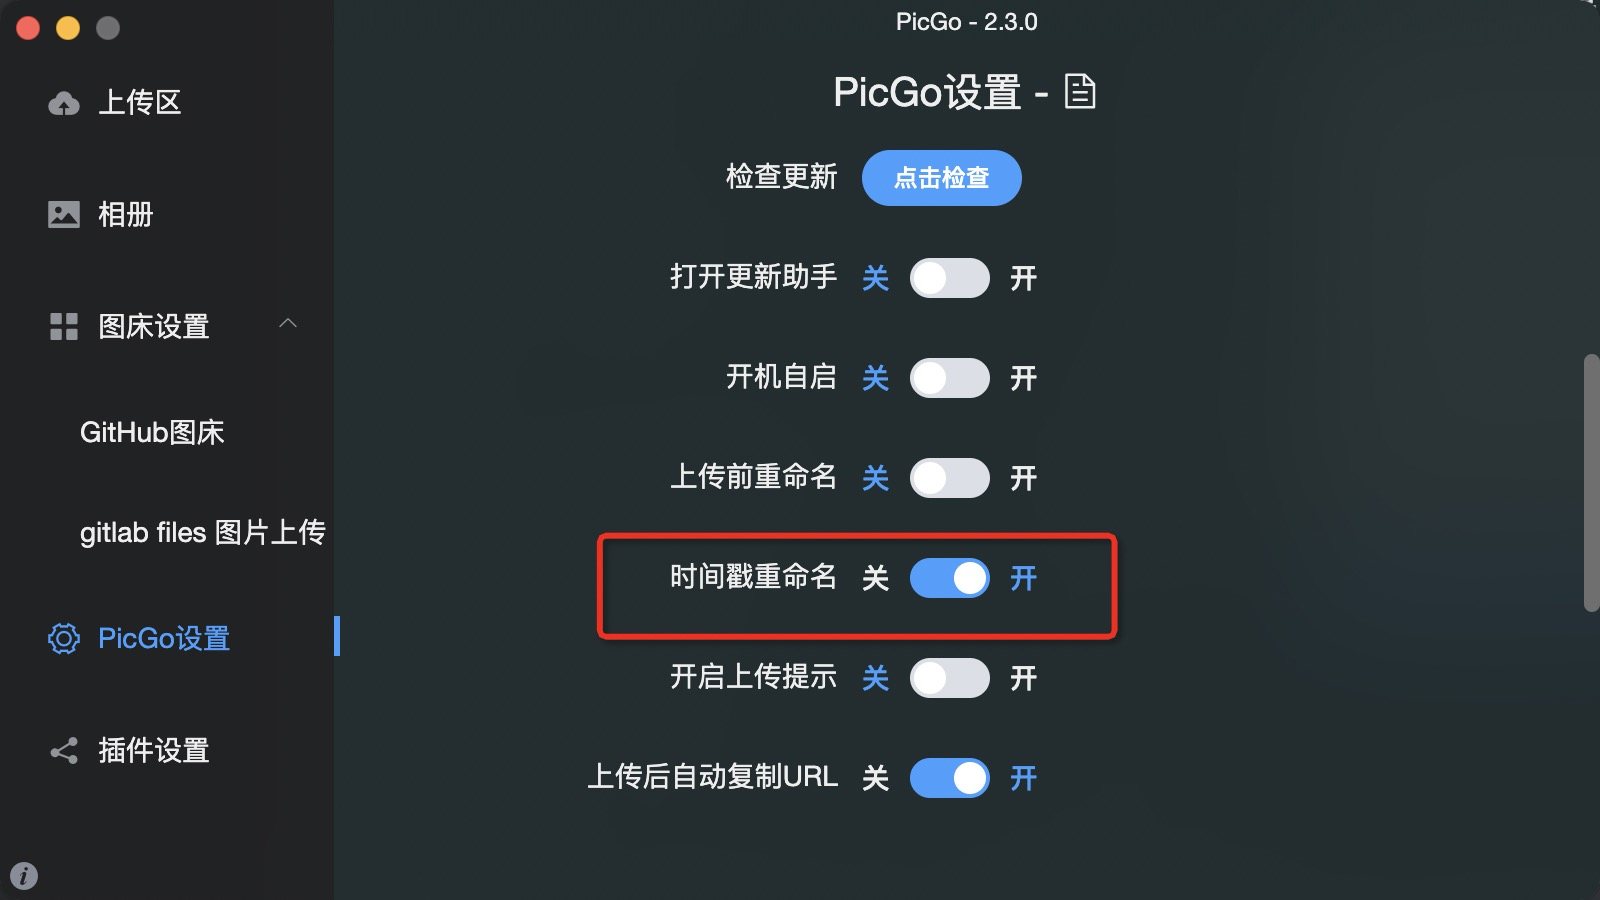 PicGo - 2.3.0
上传区
相册
图床设置
GitHub图床
gitlab files 图片上传
PicGo设置
插件设置
PicGo设置 -
检查更新 点击检查
打开更新助手 关 开
开机自启 关 开
上传前重命名 关 开
时间戳重命名 关 开
开启上传提示 关 开
上传后自动复制URL 关 开